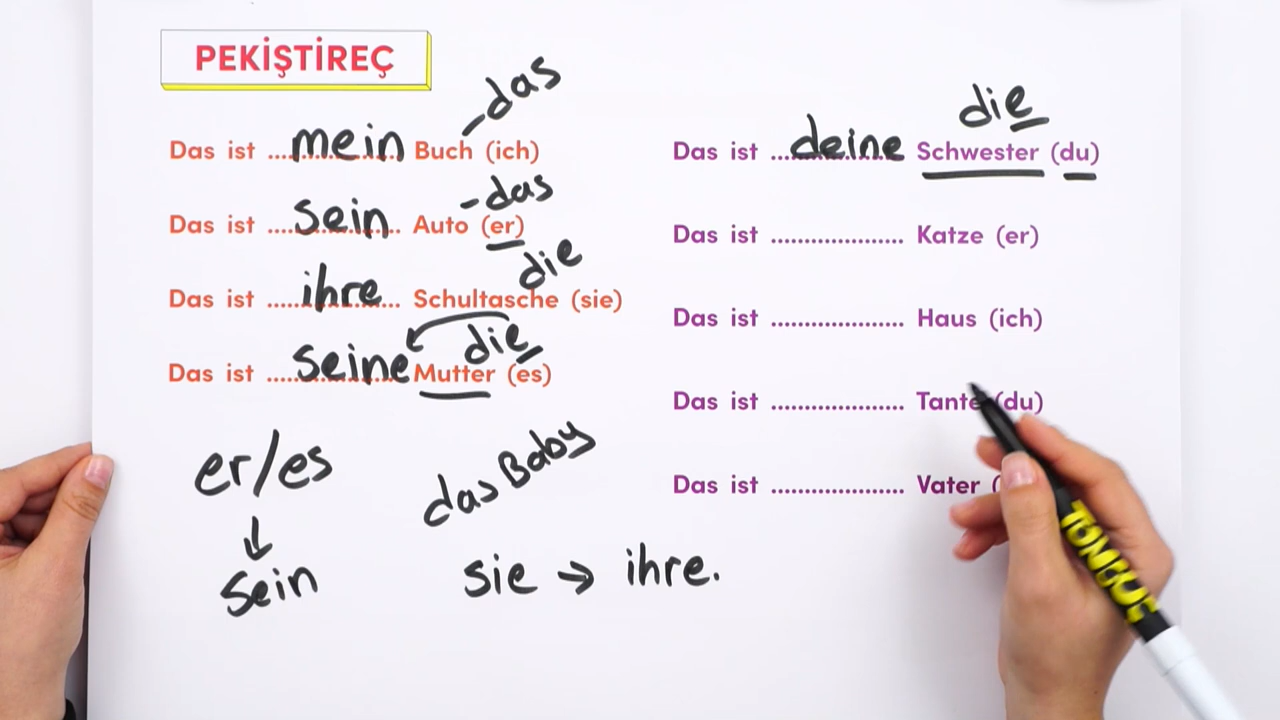 PEKİŞTİREÇ
das
Das ist .......mein....... Buch (ich)
das
Das ist .......sein....... Auto (er)
die
Das ist .......ihre....... Schultasche (sie)
die
Das ist .......seine....... Mutter (es)
er/es
sein
das Baby
sie → ihre.
die
Das ist .......deine....... Schwester (du)
Das ist .................... Katze (er)
Das ist .................... Haus (ich)
Das ist .................... Tante (du)
Das ist .................... Vater (
TONGUÇ